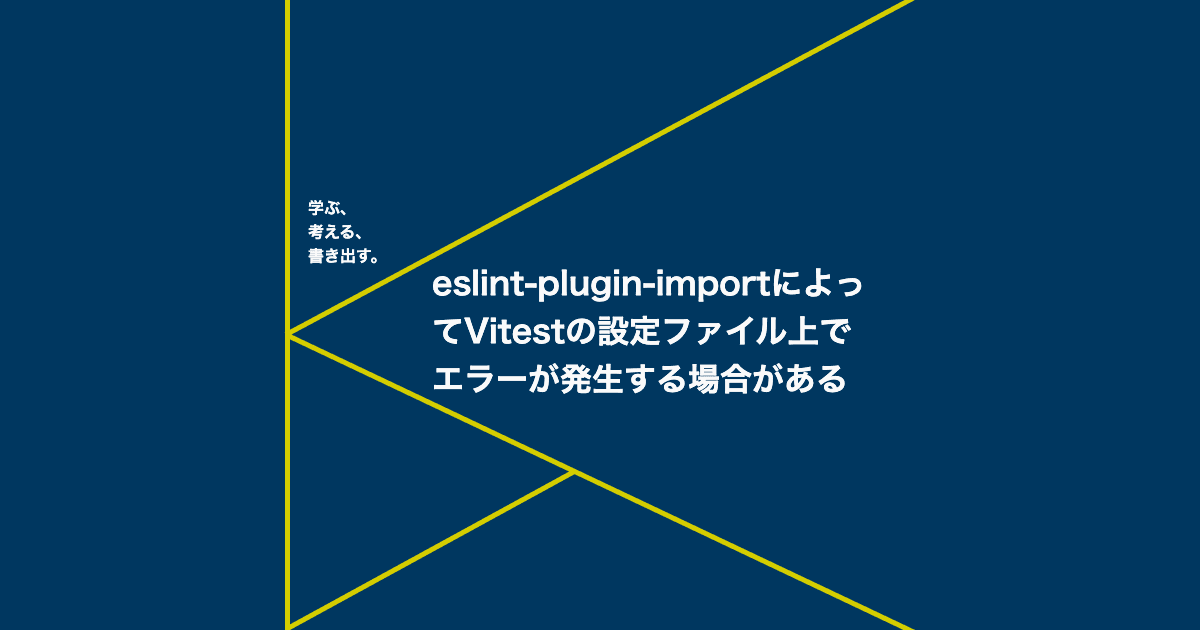 学ぶ、
考える、
書き出す。
eslint-plugin-importによっ
てVitestの設定ファイル上で
エラーが発生する場合がある